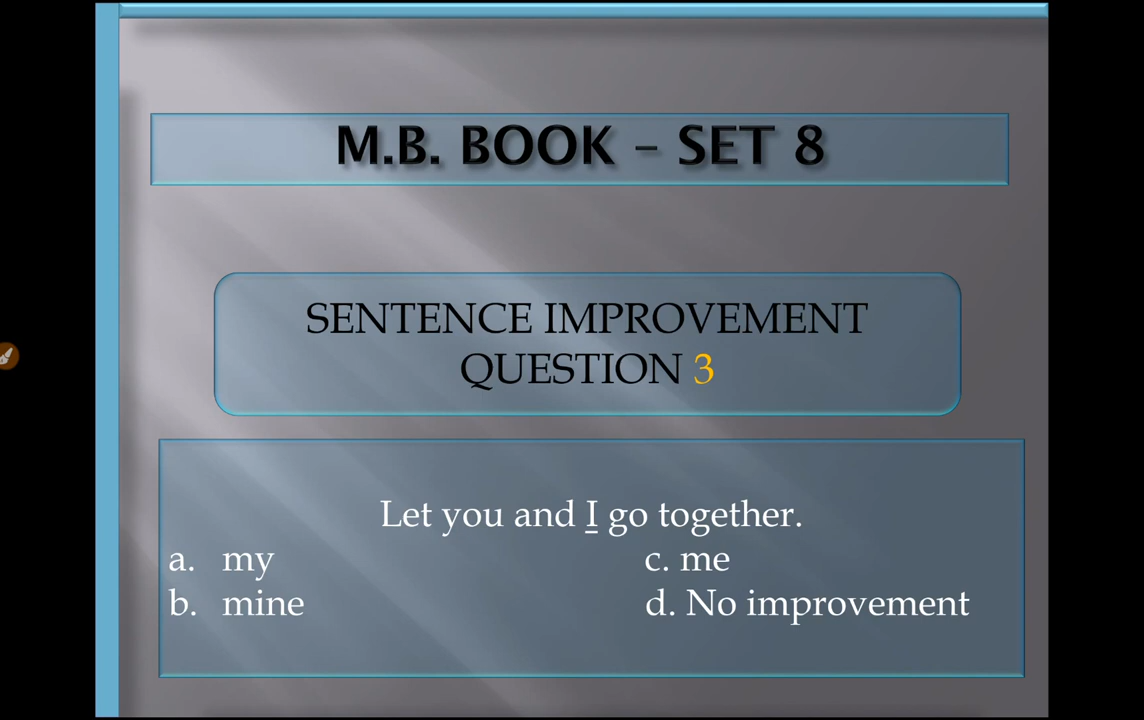 M.B. BOOK – SET 8
SENTENCE IMPROVEMENT
QUESTION 3
Let you and I go together.
a. my c. me
b. mine d. No improvement